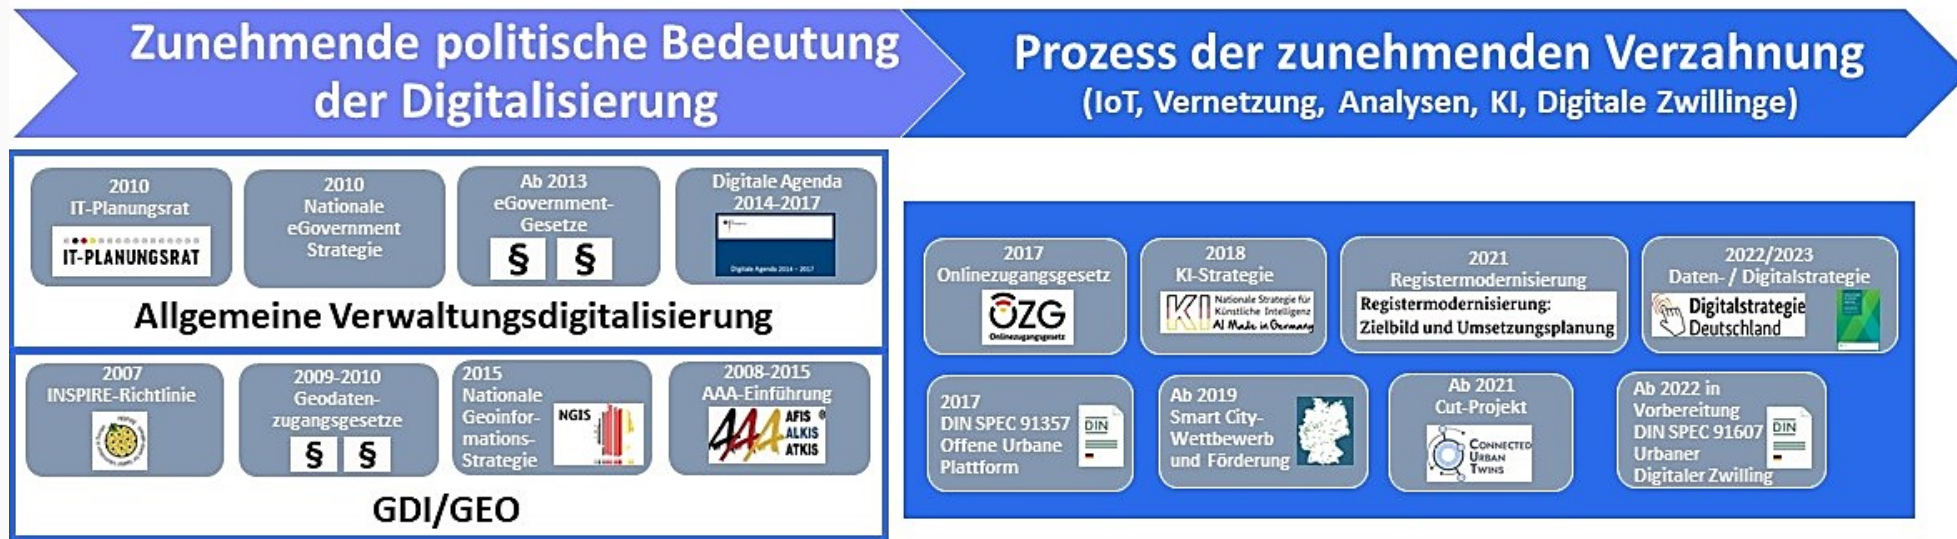 Zunehmende politische Bedeutung
der Digitalisierung
Prozess der zunehmenden Verzahnung
(IoT, Vernetzung, Analysen, KI, Digitale Zwillinge)
2010
IT-Planungsrat
IT-PLANUNGSRAT
2010
Nationale
eGovernment
Strategie
Ab 2013
eGovernment-
Gesetze
§ §
Digitale Agenda
2014-2017
Digitale Agenda 2014 – 2017
Allgemeine Verwaltungsdigitalisierung
2007
INSPIRE-Richtlinie
2009-2010
Geodaten-
zugangsgesetze
§ §
2015
Nationale
Geoinfor-
mations-
Strategie
NGIS
2008-2015
AAA-Einführung
AAA
AFIS ®
ALKIS
ATKIS
GDI/GEO
2017
Onlinezugangsgesetz
OZG
Onlinezugangsgesetz
2018
KI-Strategie
KI
Nationale Strategie für
Künstliche Intelligenz
AI Made in Germany
2021
Registermodernisierung
Registermodernisierung:
Zielbild und Umsetzungsplanung
2022/2023
Daten- / Digitalstrategie
Digitalstrategie
Deutschland
2017
DIN SPEC 91357
Offene Urbane
Plattform
DIN
Ab 2019
Smart City-
Wettbewerb
und Förderung
Ab 2021
Cut-Projekt
CONNECTED
URBAN
TWINS
Ab 2022 in
Vorbereitung
DIN SPEC 91607
Urbaner
Digitaler Zwilling
DIN